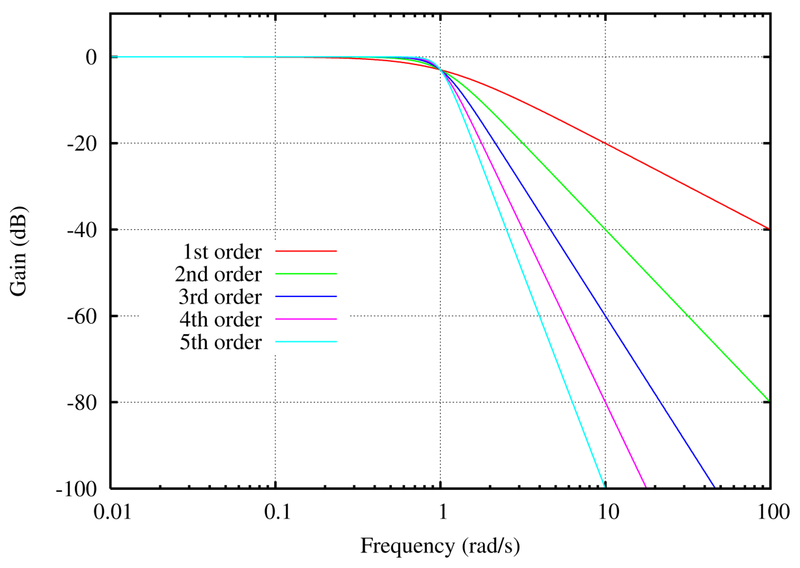 0
-20
-40
-60
-80
-100
Gain (dB)
1st order
2nd order
3rd order
4th order
5th order
0.01
0.1
1
10
100
Frequency (rad/s)